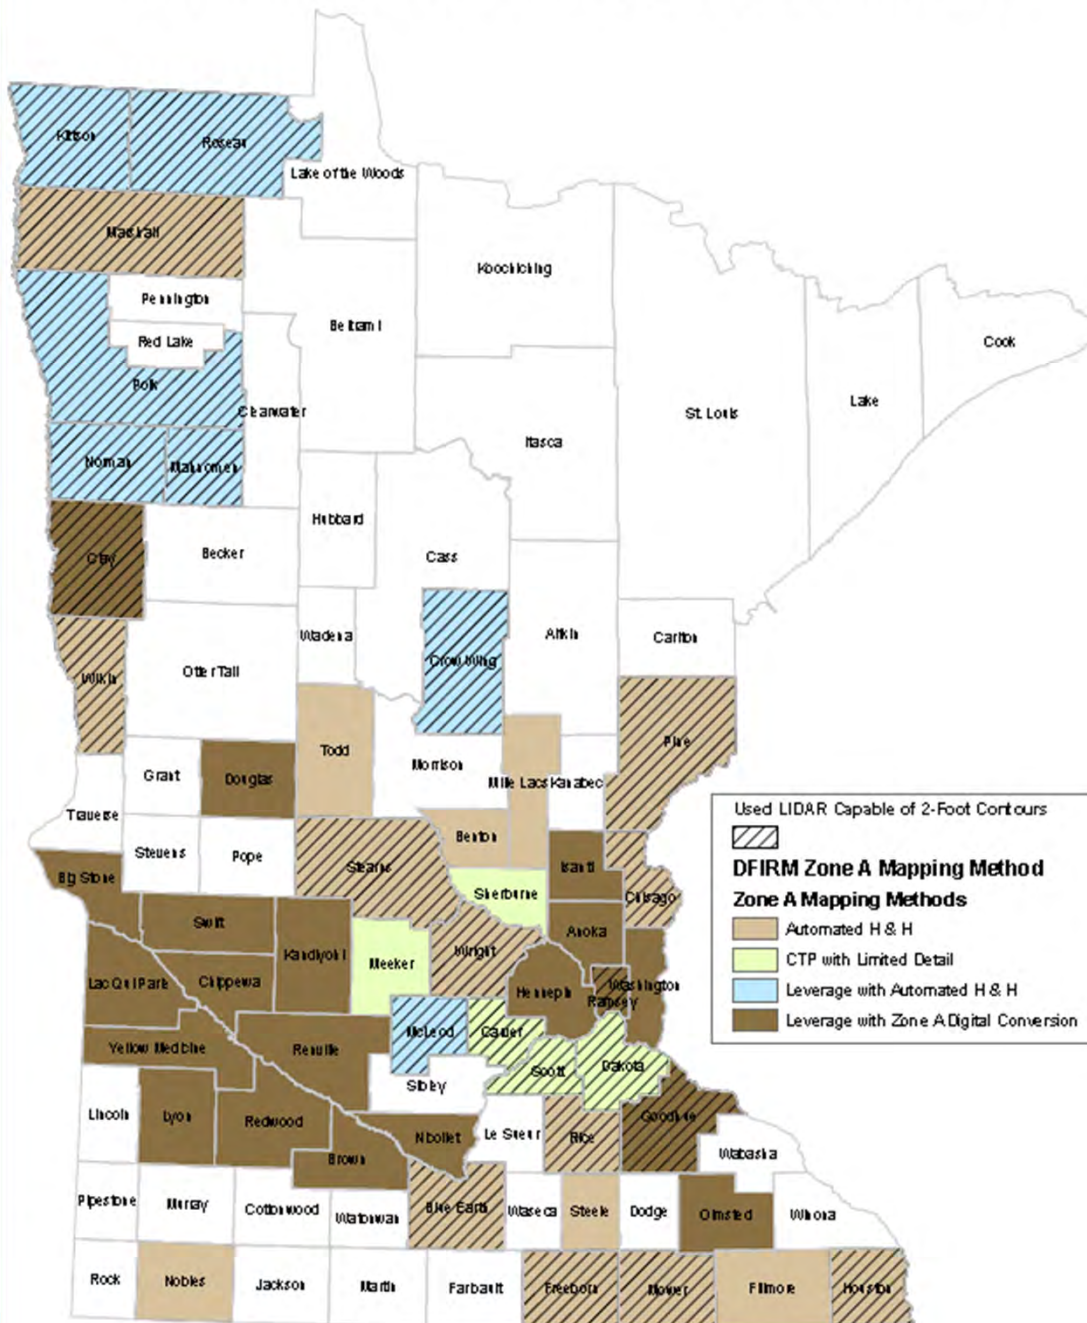 Kittson
Roseau
Lake of the Woods
Marshall
Koochiching
Pennington
Beltrami
Red Lake
Cook
Polk
Clearwater
Lake
St. Louis
Itasca
Norman
Mahnomen
Hubbard
Clay
Becker
Cass
Wadena
Aitkin
Carlton
Crow Wing
Otter Tail
Wilkin
Pine
Todd
Morrison
Grant
Douglas
Mille Lacs
Kanabec
Traverse
Benton
Stevens
Pope
Stearns
Isanti
Big Stone
Sherburne
Chisago
Swift
Anoka
Wright
Kandiyohi
Meeker
Lac Qui Parle
Chippewa
Washington
Hennepin
Ramsey
McLeod
Carver
Yellow Medicine
Renville
Scott
Dakota
Sibley
Lincoln
Lyon
Redwood
Goodhue
Nicollet
Le Sueur
Rice
Wabasha
Brown
Pipestone
Murray
Cottonwood
Watonwan
Blue Earth
Waseca
Steele
Dodge
Olmsted
Winona
Rock
Nobles
Jackson
Martin
Faribault
Freeborn
Mower
Fillmore
Houston
Used LIDAR Capable of 2-Foot Contours
DFIRM Zone A Mapping Method
Zone A Mapping Methods
Automated H & H
CTP with Limited Detail
Leverage with Automated H & H
Leverage with Zone A Digital Conversion